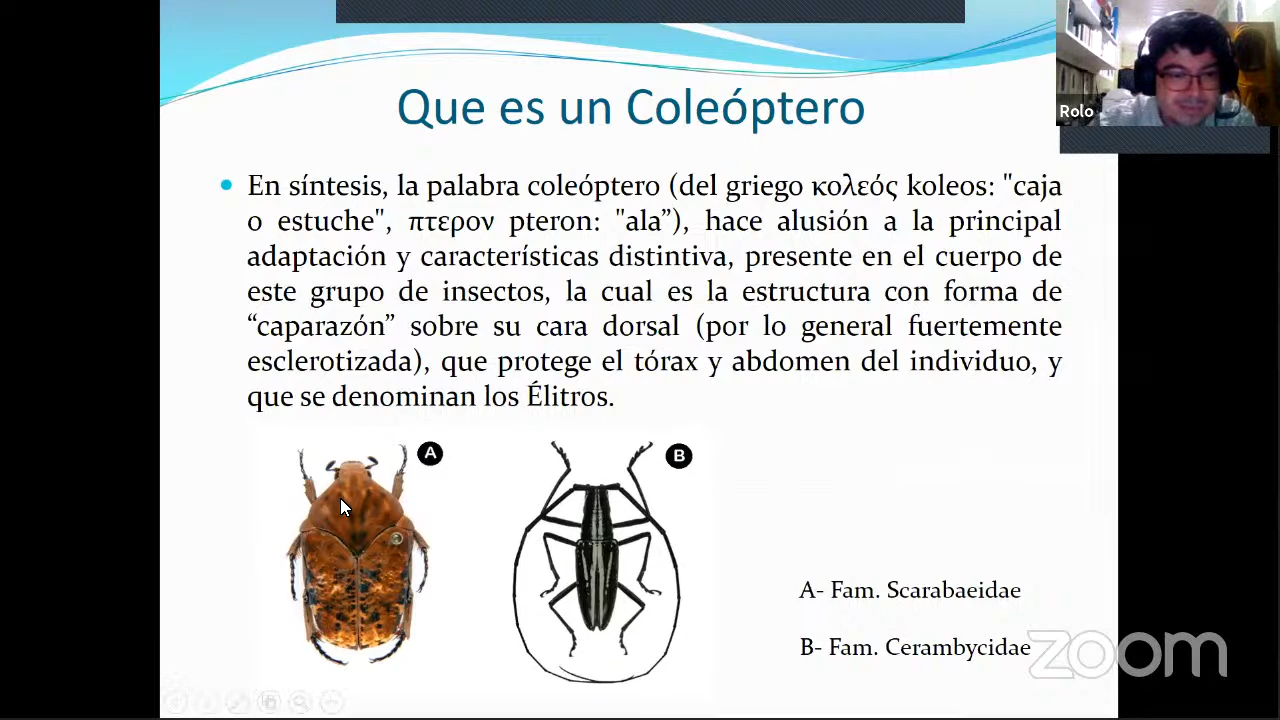 Que es un Coleóptero
Rolo
En síntesis, la palabra coleóptero (del griego κολεός koleos: "caja
o estuche", πτερον pteron: "ala”), hace alusión a la principal
adaptación y características distintiva, presente en el cuerpo de
este grupo de insectos, la cual es la estructura con forma de
“caparazón” sobre su cara dorsal (por lo general fuertemente
esclerotizada), que protege el tórax y abdomen del individuo, y
que se denominan los Élitros.
A
B
A- Fam. Scarabaeidae
B- Fam. Cerambycidae
zoom